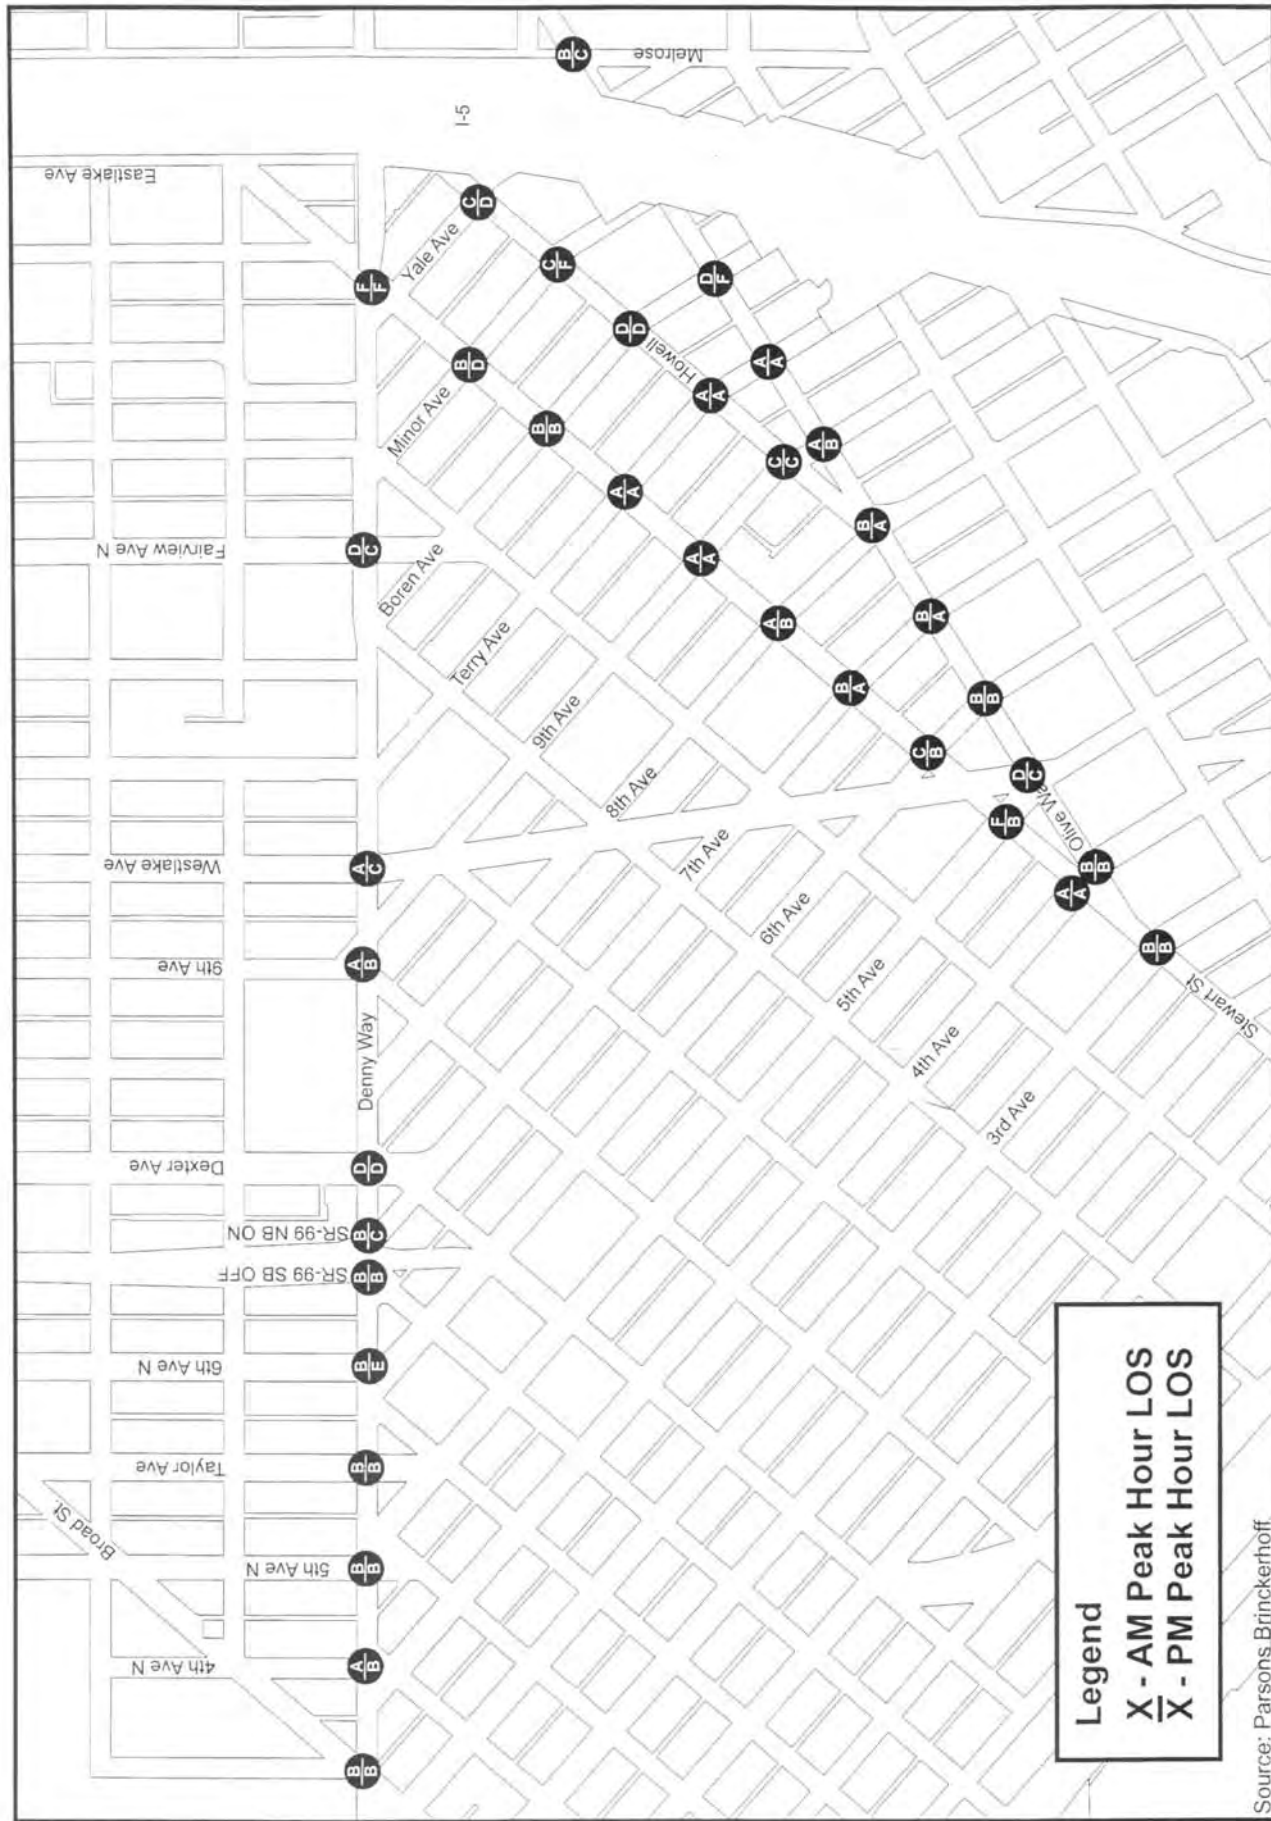 Broad St.
4th Ave N
5th Ave N
Taylor Ave
6th Ave N
SR-99 SB OFF
SR-99 NB ON
Dexter Ave
9th Ave
Westlake Ave
Fairview Ave N
Eastlake Ave
I-5
Melrose
Denny Way
B
B
A
B
B
B
B
B
B
E
B
B
B
C
D
D
A
B
A
C
D
C
F
F
B
C
Yale Ave
Minor Ave
Boren Ave
Terry Ave
9th Ave
8th Ave
7th Ave
6th Ave
5th Ave
4th Ave
3rd Ave
C
D
C
F
D
D
Howell
A
A
C
C
B
D
B
B
A
A
A
A
A
B
B
A
C
B
F
B
A
A
B
B
D
F
A
A
A
B
B
A
B
A
B
B
D
C
Olive Wa
B
B
Stewart St
Legend
X - AM Peak Hour LOS
X - PM Peak Hour LOS
Source: Parsons Brinckerhoff.